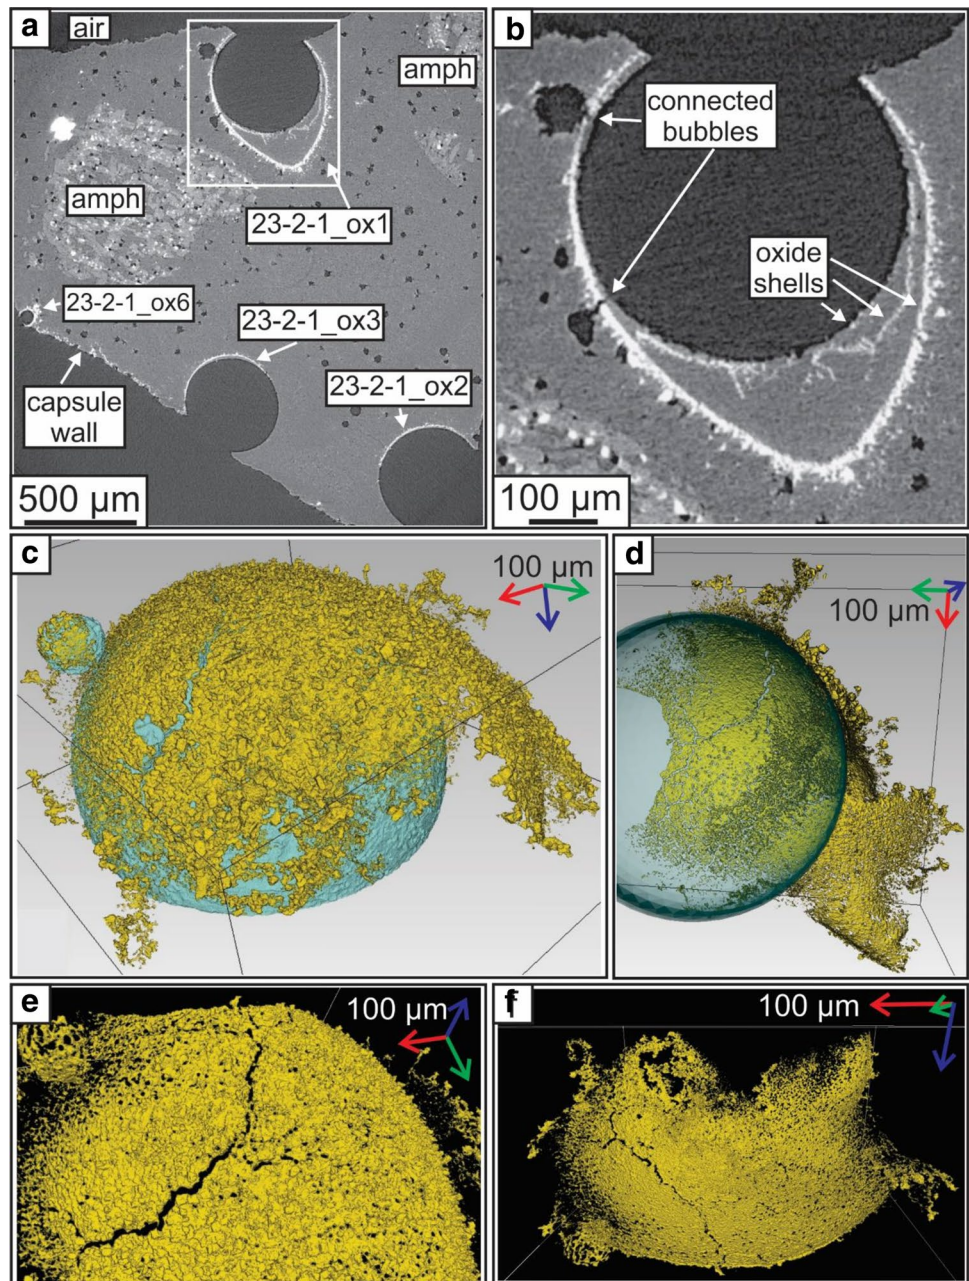 a
air
amph
amph
23-2-1_ox1
23-2-1_ox6
23-2-1_ox3
23-2-1_ox2
capsule
wall
500 µm
b
connected
bubbles
oxide
shells
100 µm
c
100 µm
d
100 µm
e
100 µm
f
100 µm